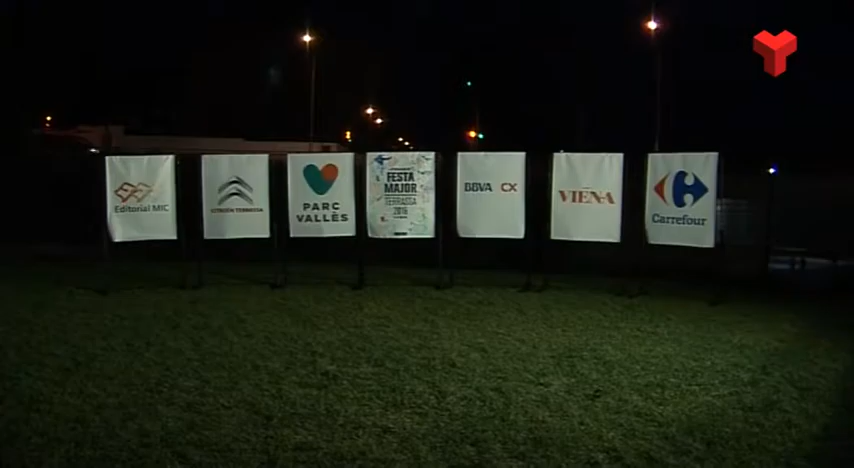 Editorial MIC
CITROËN TERRASSA
PARC
VALLÈS
FESTA
MAJOR
TERRASSA
2016
BBVA CX
VIENA
Carrefour